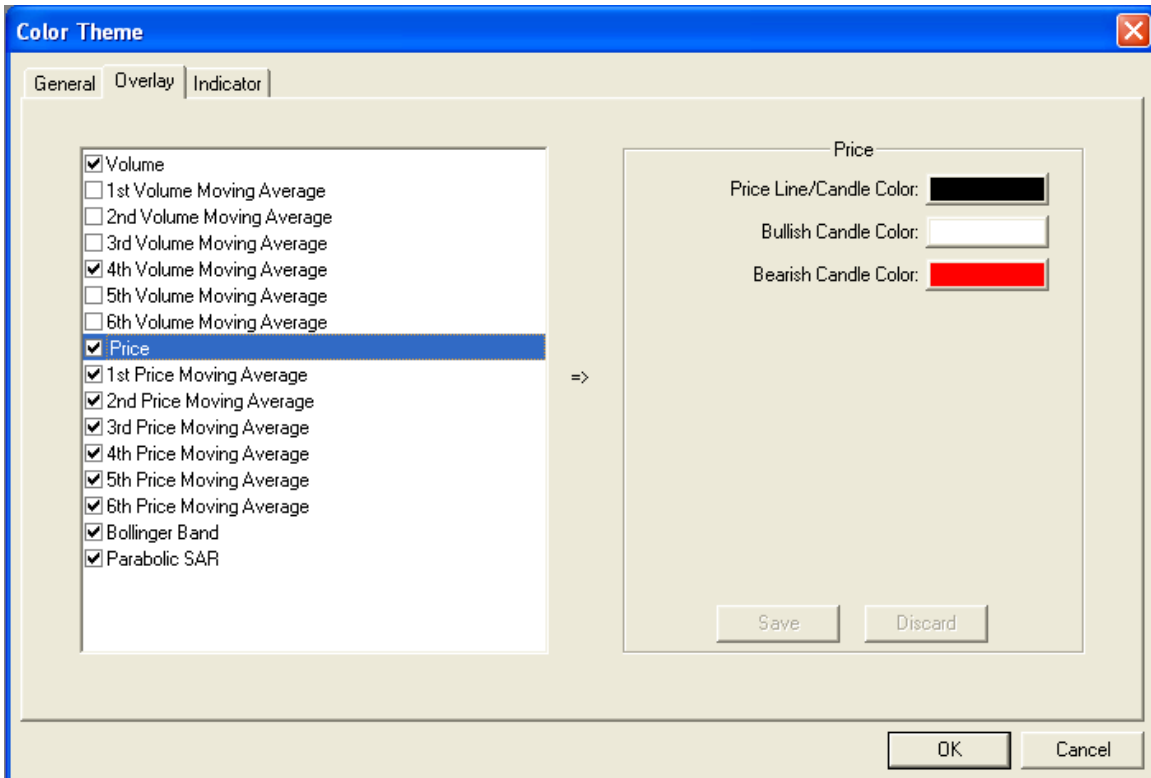 Color Theme
General Overlay Indicator
Volume
1st Volume Moving Average
2nd Volume Moving Average
3rd Volume Moving Average
4th Volume Moving Average
5th Volume Moving Average
6th Volume Moving Average
Price
1st Price Moving Average
2nd Price Moving Average
3rd Price Moving Average
4th Price Moving Average
5th Price Moving Average
6th Price Moving Average
Bollinger Band
Parabolic SAR
=>
Price
Price Line/Candle Color:
Bullish Candle Color:
Bearish Candle Color:
Save Discard
OK Cancel